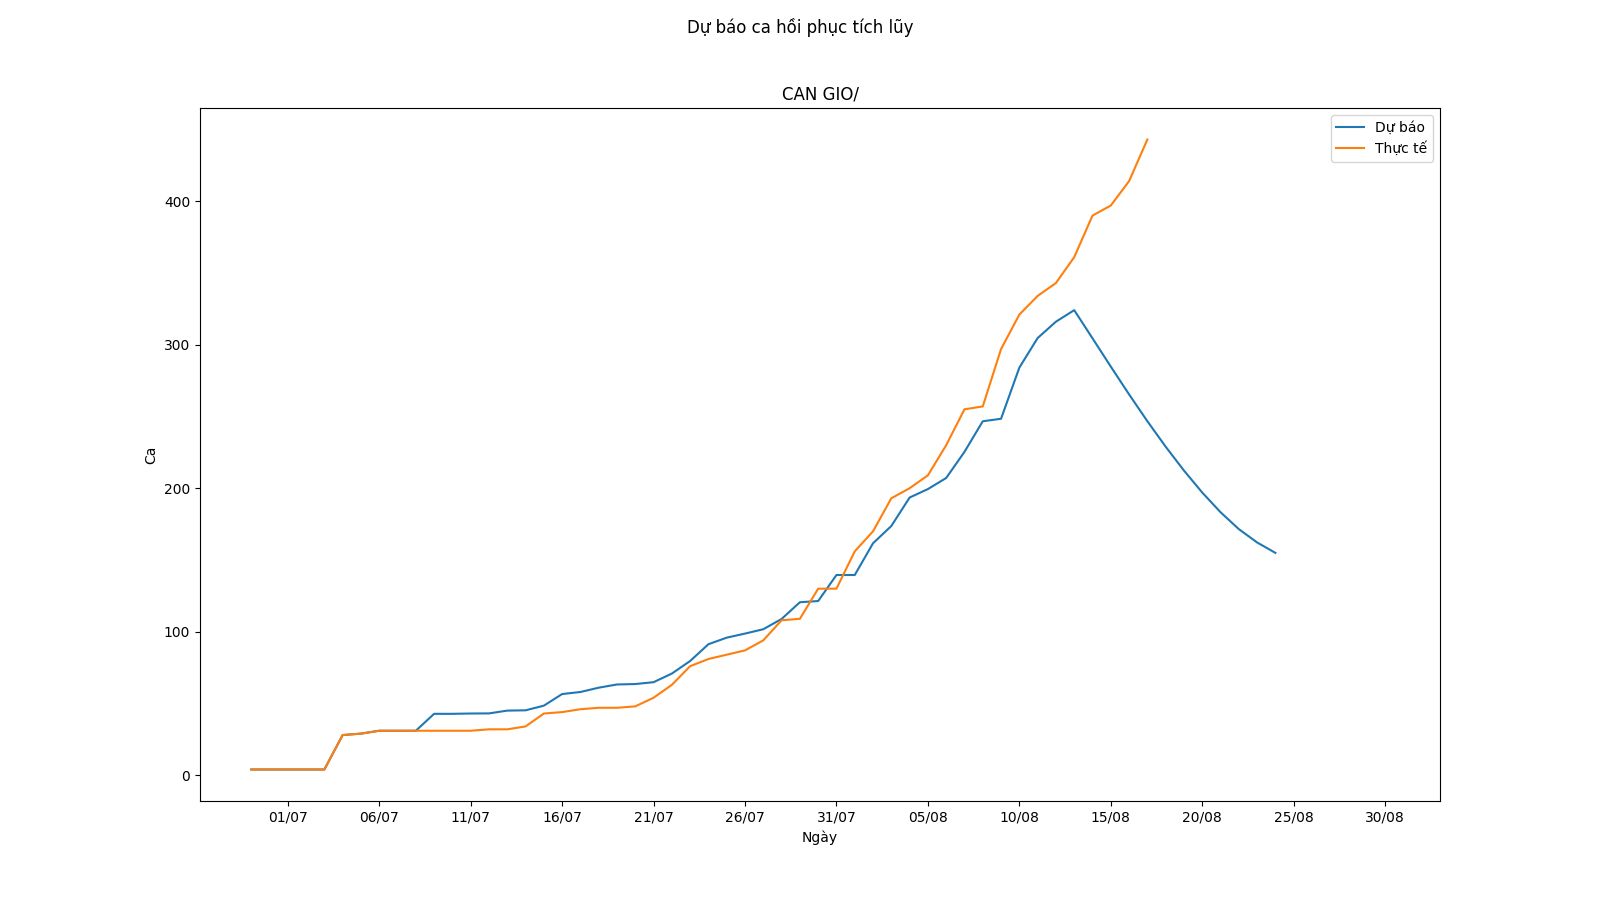 Dự báo ca hồi phục tích lũy
CAN GIO/
Dự báo
Thực tế
Ca
400
300
200
100
0
01/07 06/07 11/07 16/07 21/07 26/07 31/07 05/08 10/08 15/08 20/08 25/08 30/08
Ngày